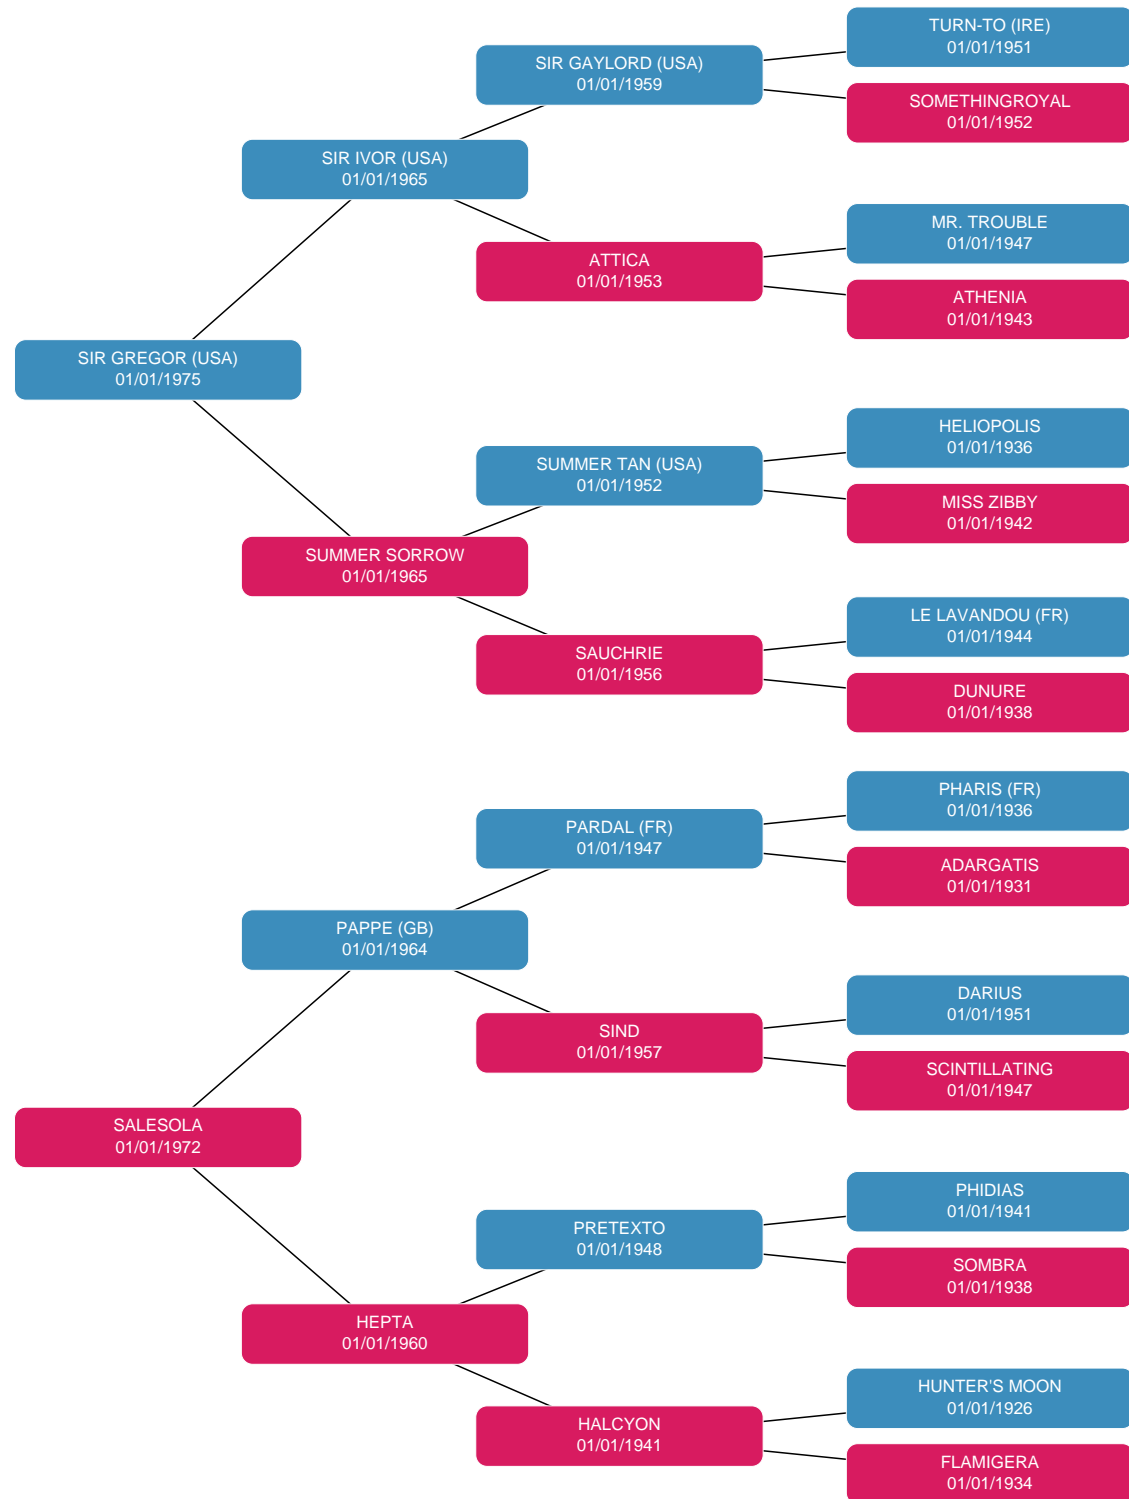 TURN-TO (IRE)
01/01/1951
SIR GAYLORD (USA)
01/01/1959
SOMETHINGROYAL
01/01/1952
SIR IVOR (USA)
01/01/1965
MR. TROUBLE
01/01/1947
ATTICA
01/01/1953
ATHENIA
01/01/1943
SIR GREGOR (USA)
01/01/1975
HELIOPOLIS
01/01/1936
SUMMER TAN (USA)
01/01/1952
MISS ZIBBY
01/01/1942
SUMMER SORROW
01/01/1965
LE LAVANDOU (FR)
01/01/1944
SAUCHRIE
01/01/1956
DUNURE
01/01/1938
PHARIS (FR)
01/01/1936
PARDAL (FR)
01/01/1947
ADARGATIS
01/01/1931
PAPPE (GB)
01/01/1964
DARIUS
01/01/1951
SIND
01/01/1957
SCINTILLATING
01/01/1947
SALESOLA
01/01/1972
PHIDIAS
01/01/1941
PRETEXTO
01/01/1948
SOMBRA
01/01/1938
HEPTA
01/01/1960
HUNTER'S MOON
01/01/1926
HALCYON
01/01/1941
FLAMIGERA
01/01/1934